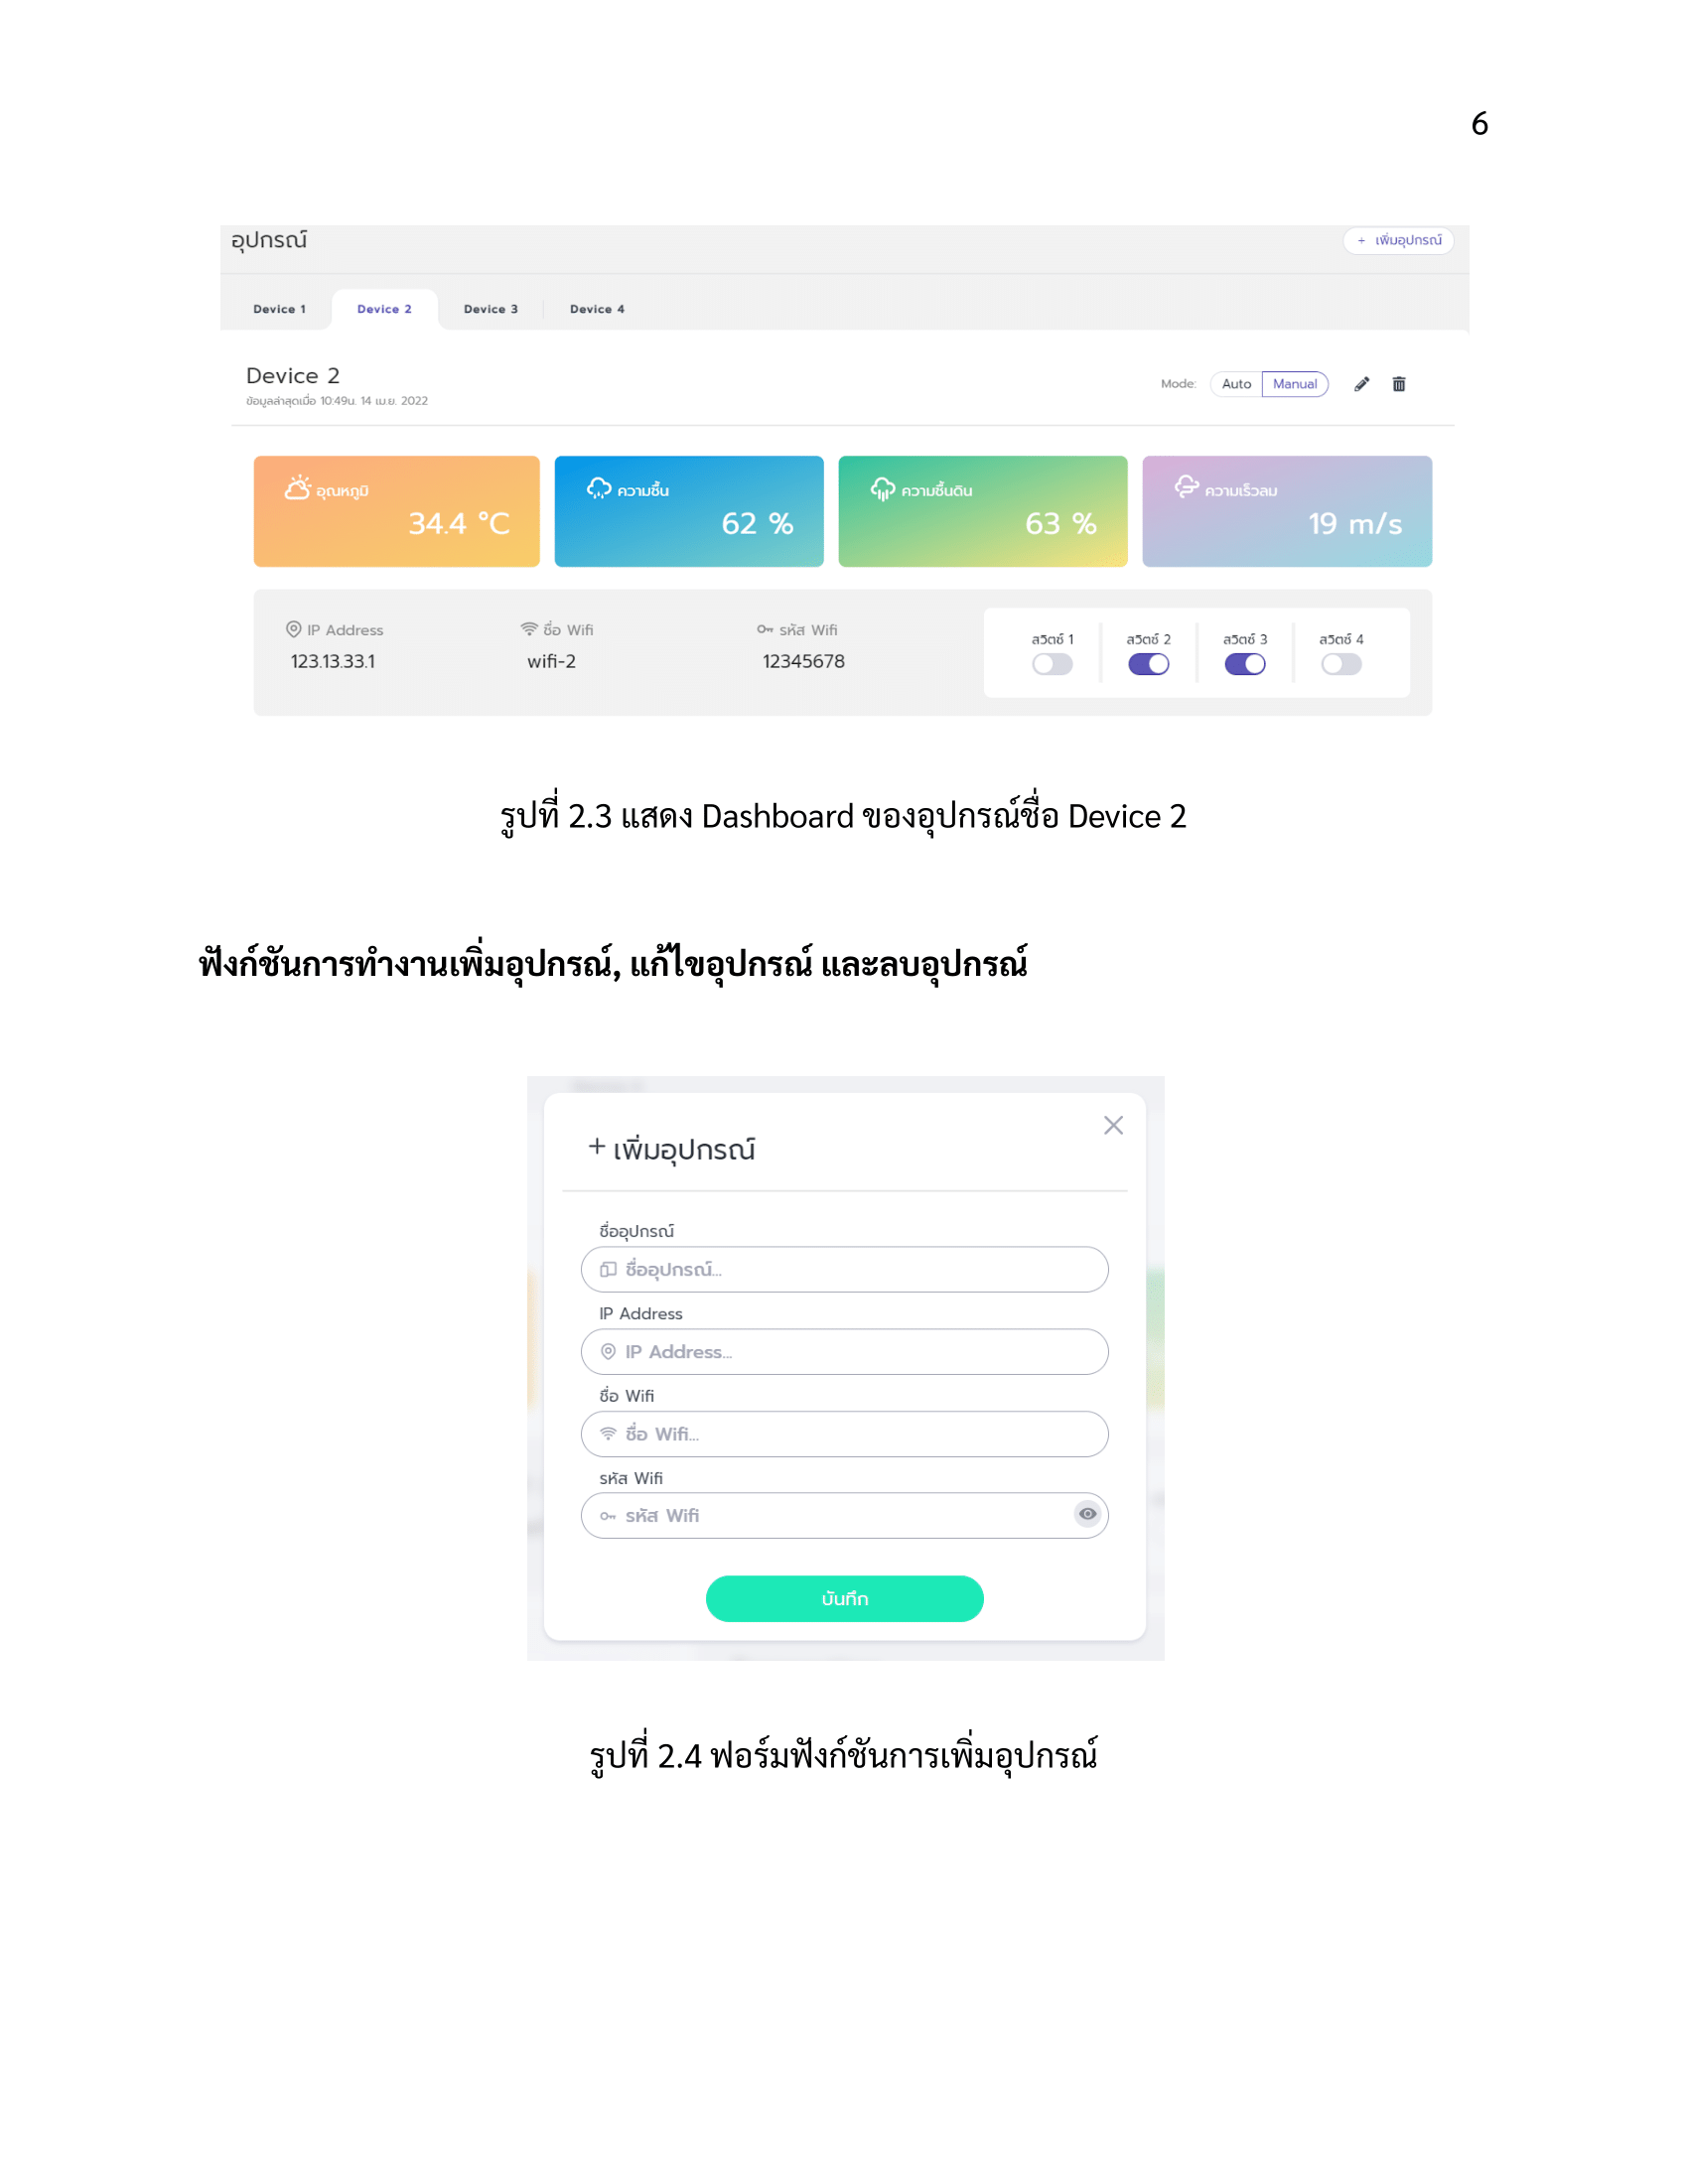 6
อุปกรณ์
+ เพิ่มอุปกรณ์
Device 1 Device 2 Device 3 Device 4
Device 2
ข้อมูลล่าสุดเมื่อ 10:49น. 14 เม.ย. 2022
Mode: Auto Manual
อุณหภูมิ
34.4 °C
ความชื้น
62 %
ความชื้นดิน
63 %
ความเร็วลม
19 m/s
IP Address
123.13.33.1
ชื่อ Wifi
wifi-2
รหัส Wifi
12345678
สวิตช์ 1 สวิตช์ 2 สวิตช์ 3 สวิตช์ 4
รูปที่ 2.3 แสดง Dashboard ของอุปกรณ์ชื่อ Device 2
ฟังก์ชันการทำงานเพิ่มอุปกรณ์, แก้ไขอุปกรณ์ และลบอุปกรณ์
+ เพิ่มอุปกรณ์
ชื่ออุปกรณ์
ชื่ออุปกรณ์...
IP Address
IP Address...
ชื่อ Wifi
ชื่อ Wifi...
รหัส Wifi
รหัส Wifi
บันทึก
รูปที่ 2.4 ฟอร์มฟังก์ชันการเพิ่มอุปกรณ์